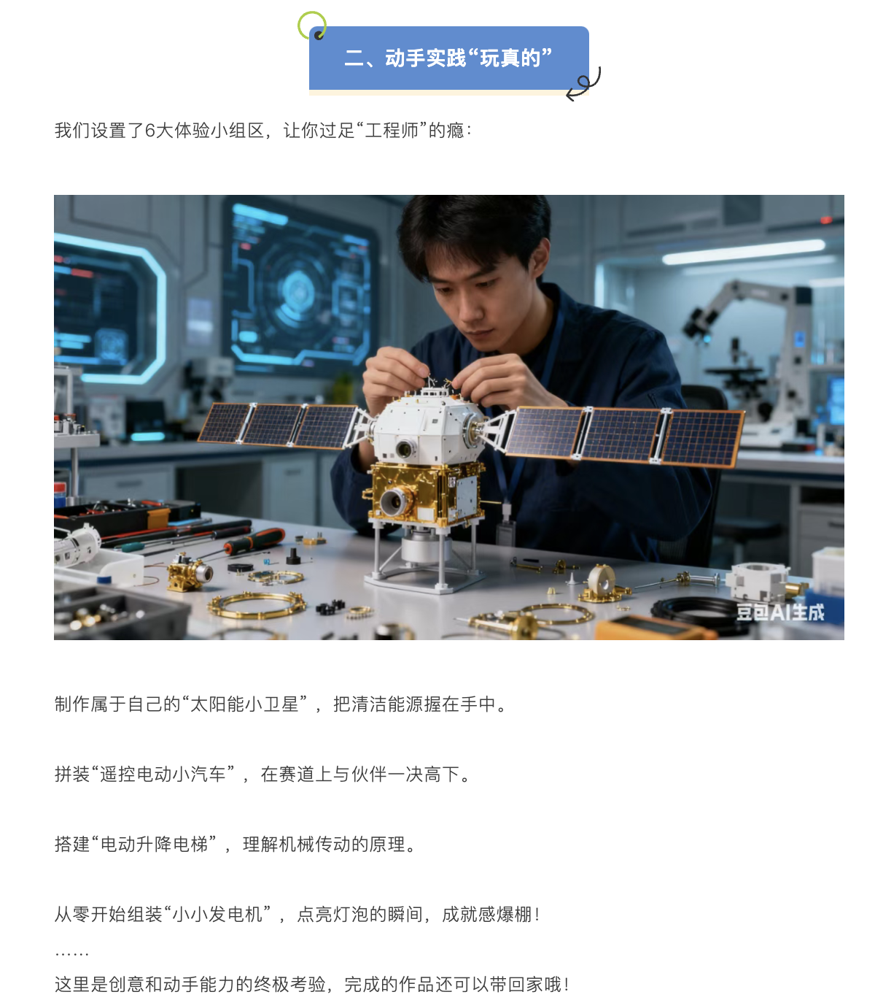 二、动手实践“玩真的”
我们设置了6大体验小组区，让你过足“工程师”的瘾：
豆包AI生成
制作属于自己的“太阳能小卫星”，把清洁能源握在手中。
拼装“遥控电动小汽车”，在赛道上与伙伴一决高下。
搭建“电动升降电梯”，理解机械传动的原理。
从零开始组装“小小发电机”，点亮灯泡的瞬间，成就感爆棚！
……
这里是创意和动手能力的终极考验，完成的作品还可以带回家哦！